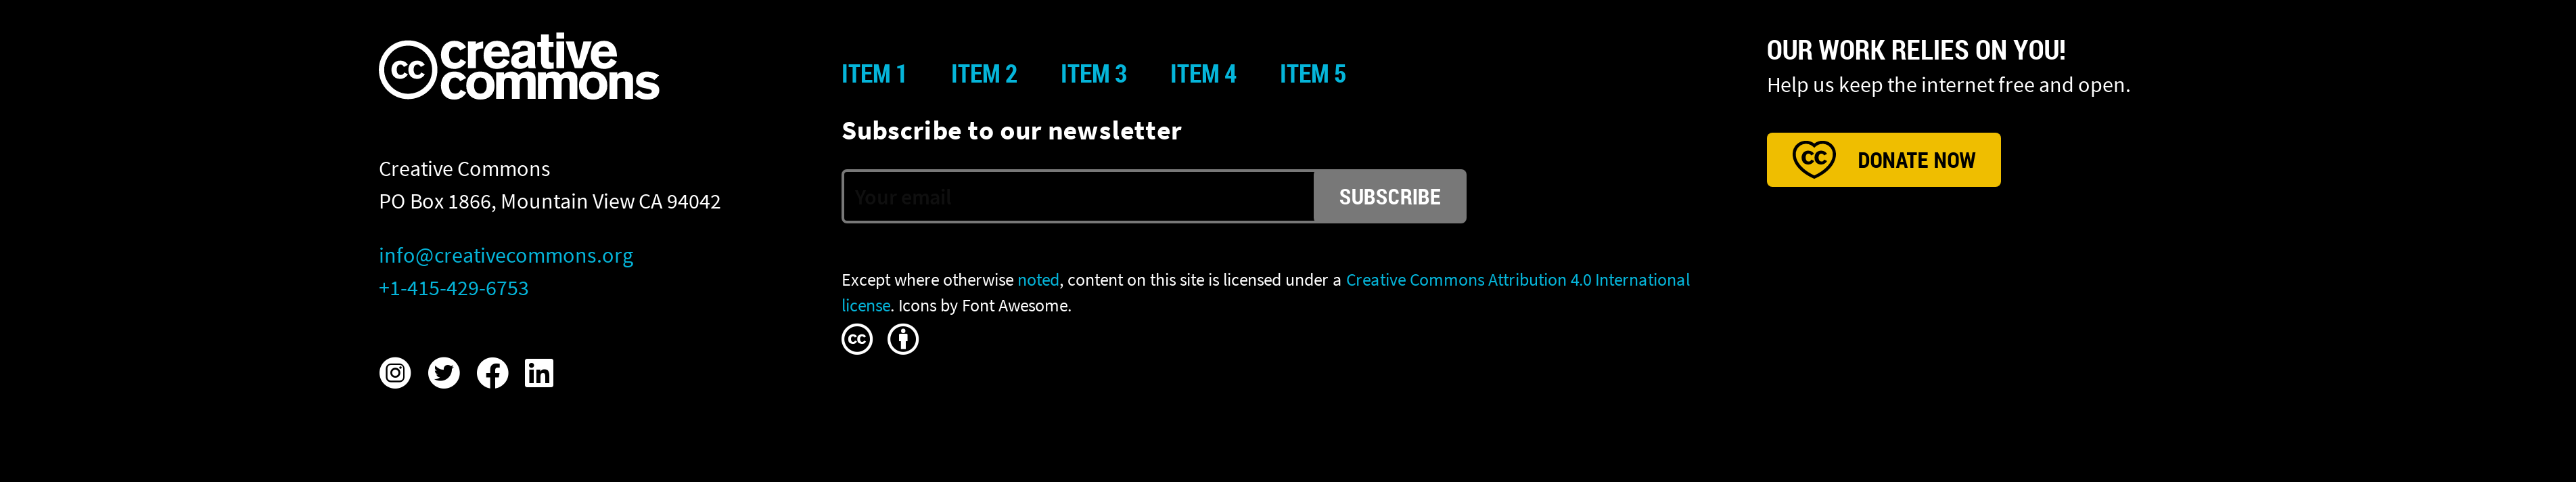 creative
commons
Creative Commons
PO Box 1866, Mountain View CA 94042
info@creativecommons.org
+1-415-429-6753
ITEM 1 ITEM 2 ITEM 3 ITEM 4 ITEM 5
Subscribe to our newsletter
Your email SUBSCRIBE
Except where otherwise noted, content on this site is licensed under a Creative Commons Attribution 4.0 International
license. Icons by Font Awesome.
OUR WORK RELIES ON YOU!
Help us keep the internet free and open.
DONATE NOW